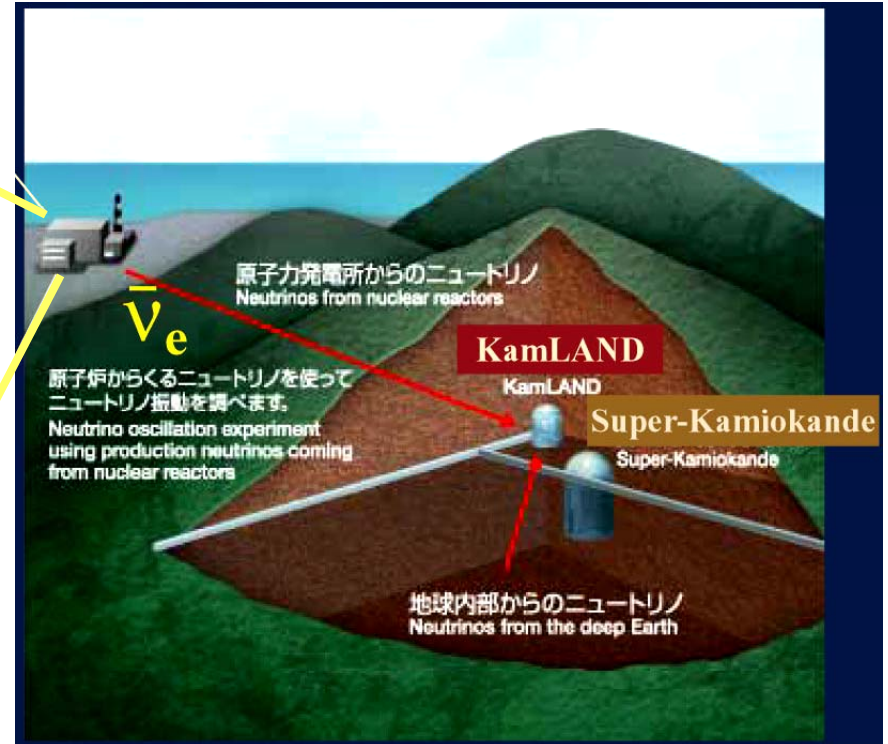 原子力発電所からのニュートリノ
Neutrinos from nuclear reactors
ν̄e
KamLAND
KamLAND
原子炉からくるニュートリノを使って
ニュートリノ振動を調べます。
Neutrino oscillation experiment
using production neutrinos coming
from nuclear reactors
Super-Kamiokande
Super-Kamiokande
地球内部からのニュートリノ
Neutrinos from the deep Earth